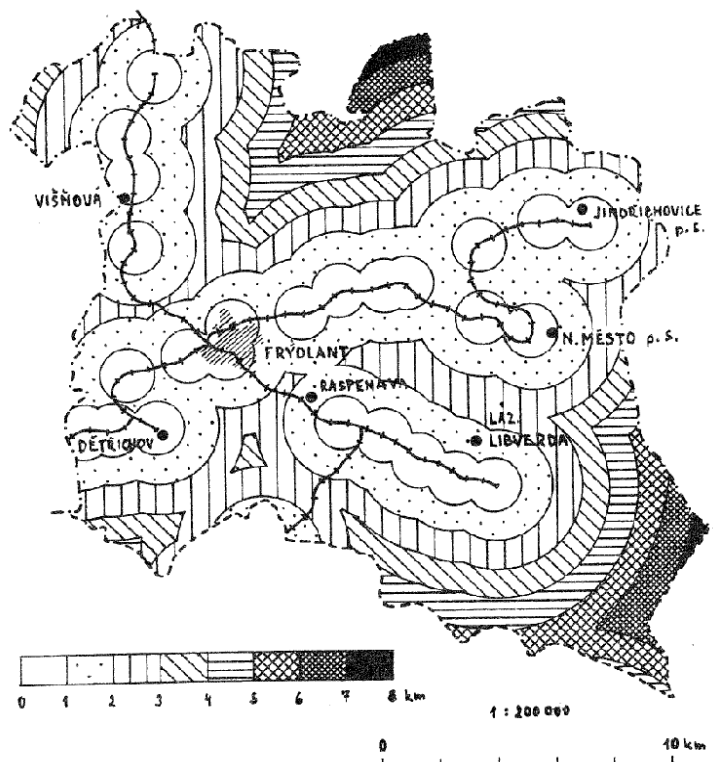 VIŠŇOVÁ
JINDŘICHOVICE
p. S.
N. MĚSTO p. S.
FRÝDLANT
RASPENAVA
LÁZ.
LIBVERDA
DĚTŘICHOV
0 1 2 3 4 5 6 7 8 km
1 : 200 000
0 10 km